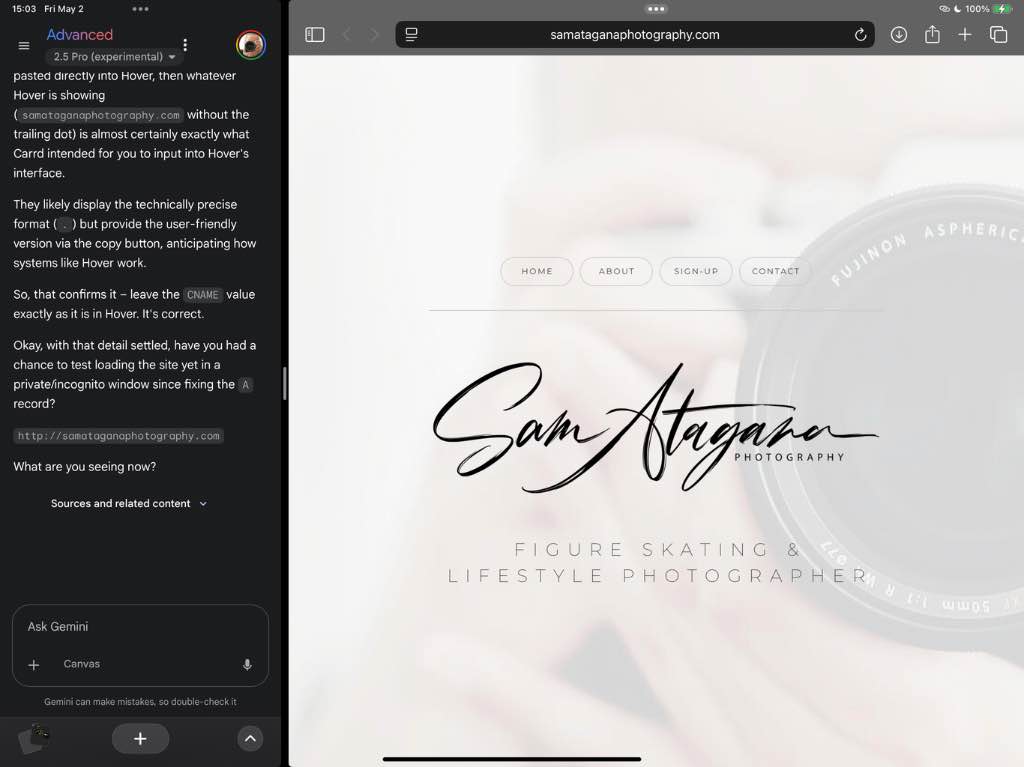 15:03 Fri May 2
100%
Advanced
2.5 Pro (experimental)
pasted directly into Hover, then whatever
Hover is showing
(samataganaphotography.com without the
trailing dot) is almost certainly exactly what
Carrd intended for you to input into Hover's
interface.
They likely display the technically precise
format (.) but provide the user-friendly
version via the copy button, anticipating how
systems like Hover work.
So, that confirms it – leave the CNAME value
exactly as it is in Hover. It's correct.
Okay, with that detail settled, have you had a
chance to test loading the site yet in a
private/incognito window since fixing the A
record?
http://samataganaphotography.com
What are you seeing now?
Sources and related content
Ask Gemini
Canvas
Gemini can make mistakes, so double-check it
samataganaphotography.com
HOME ABOUT SIGN-UP CONTACT
Sam Atagana
PHOTOGRAPHY
FIGURE SKATING &
LIFESTYLE PHOTOGRAPHER
FUJINON ASPHERIC
XF 50mm 1:1 R WR ø77